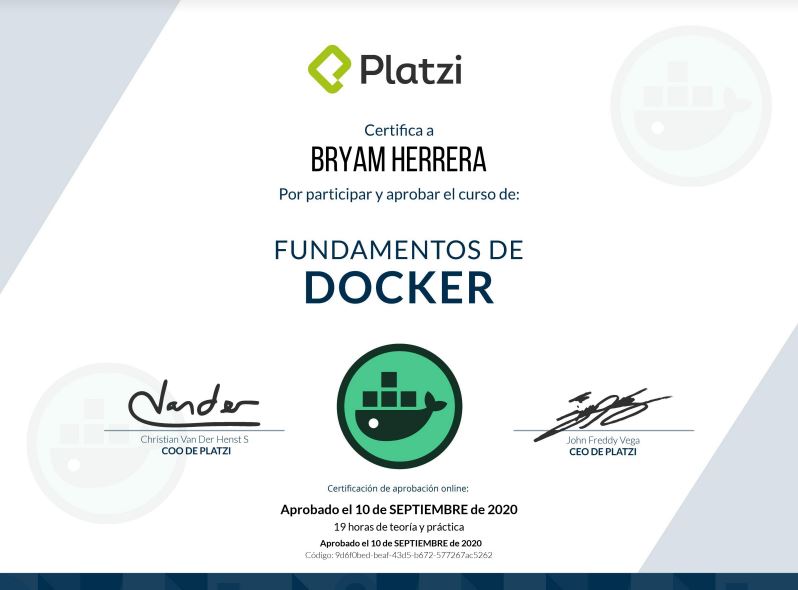 Platzi
Certifica a
BRYAM HERRERA
Por participar y aprobar el curso de:
FUNDAMENTOS DE
DOCKER
Vander
Christian Van Der Henst S
COO DE PLATZI
John Freddy Vega
CEO DE PLATZI
Certificación de aprobación online:
Aprobado el 10 de SEPTIEMBRE de 2020
19 horas de teoría y práctica
Aprobado el 10 de SEPTIEMBRE de 2020
Código: 9d6f0bed-beaf-43d5-b672-577267ac5262